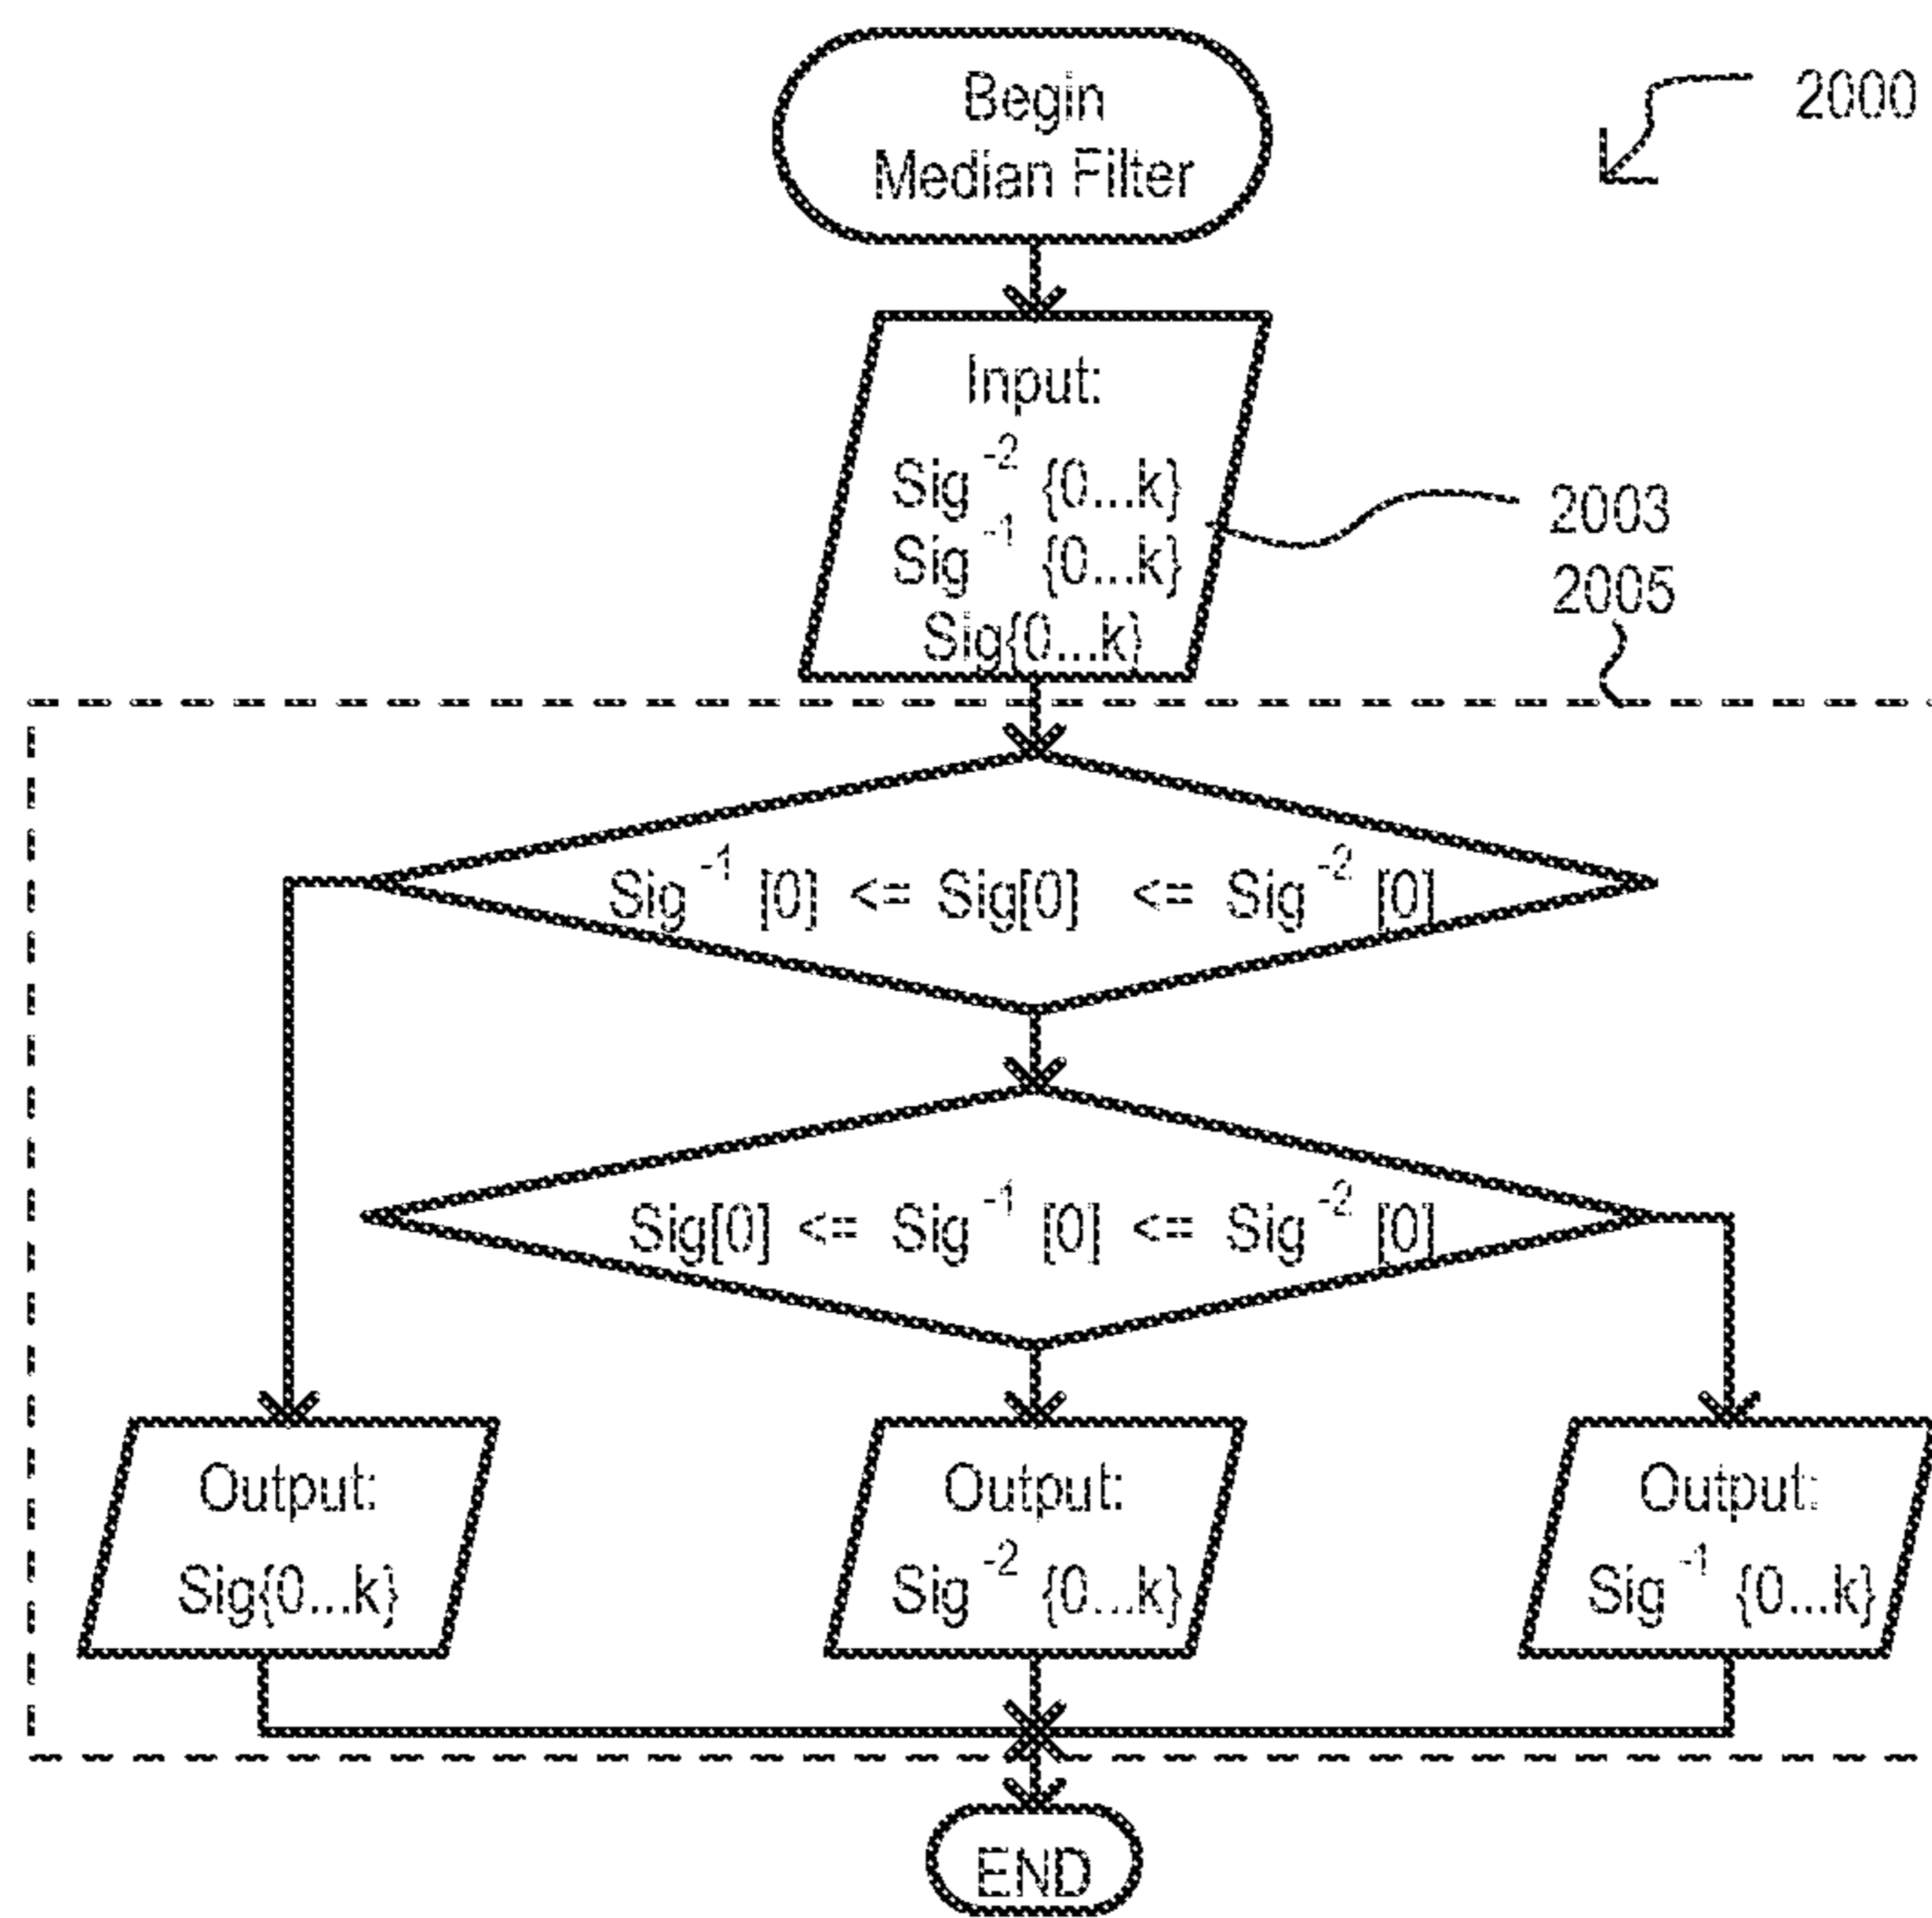 Begin
Median Filter
2000
Input:
Sig⁻² {0...k}
Sig⁻¹ {0...k}
Sig{0...k}
2003
2005
Sig⁻¹ [0] <= Sig[0] <= Sig⁻² [0]
Sig[0] <= Sig⁻¹ [0] <= Sig⁻² [0]
Output:
Sig{0...k}
Output:
Sig⁻² {0...k}
Output:
Sig⁻¹ {0...k}
END